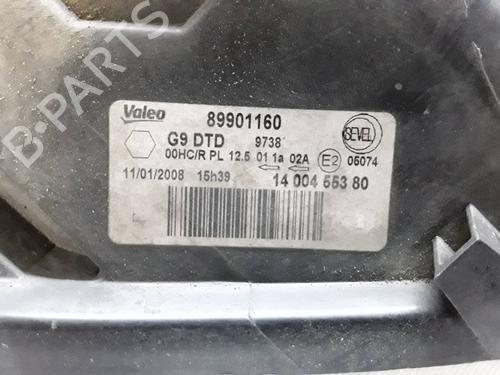 B-PARTS
Valeo 89901160
G9 DTD 9738
SEVEL
00HC/R PL 12.5 01 1a 02A E2 05074
11/01/2008 15h39 14 004 553 80